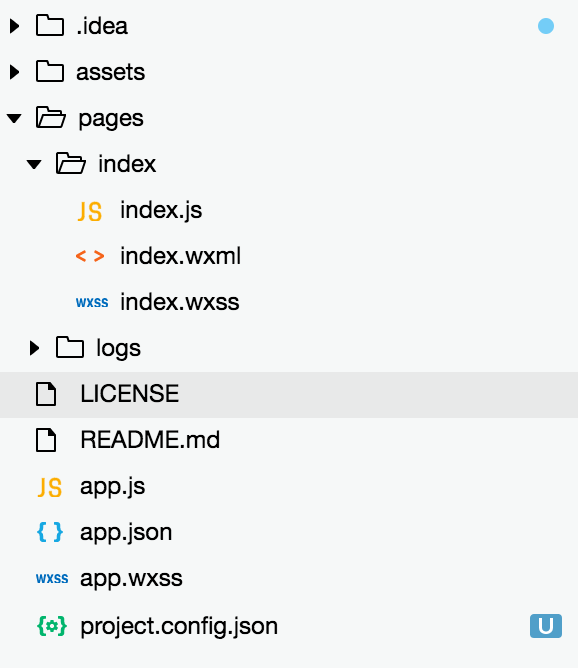 .idea
assets
pages
index
JS index.js
< > index.wxml
wxss index.wxss
logs
LICENSE
README.md
JS app.js
{ } app.json
wxss app.wxss
{ } project.config.json U